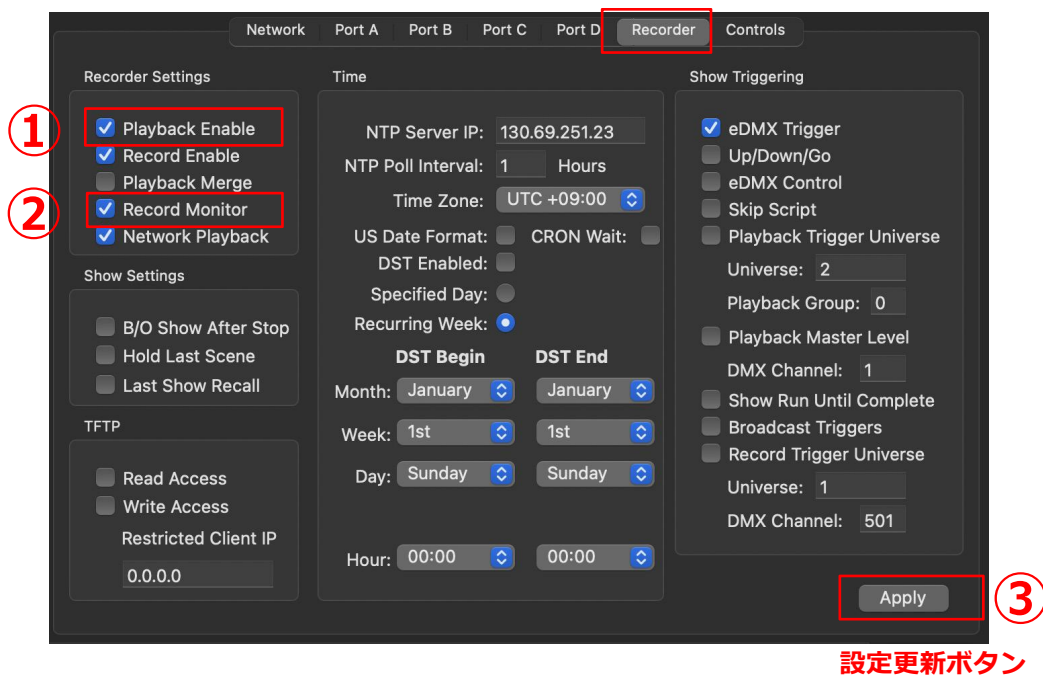 Network Port A Port B Port C Port D Recorder Controls
Recorder Settings
① Playback Enable
Record Enable
Playback Merge
② Record Monitor
Network Playback
Show Settings
B/O Show After Stop
Hold Last Scene
Last Show Recall
TFTP
Read Access
Write Access
Restricted Client IP
0.0.0.0
Time
NTP Server IP: 130.69.251.23
NTP Poll Interval: 1 Hours
Time Zone: UTC +09:00
US Date Format: CRON Wait:
DST Enabled:
Specified Day:
Recurring Week:
DST Begin DST End
Month: January January
Week: 1st 1st
Day: Sunday Sunday
Hour: 00:00 00:00
Show Triggering
eDMX Trigger
Up/Down/Go
eDMX Control
Skip Script
Playback Trigger Universe
Universe: 2
Playback Group: 0
Playback Master Level
DMX Channel: 1
Show Run Until Complete
Broadcast Triggers
Record Trigger Universe
Universe: 1
DMX Channel: 501
Apply ③
設定更新ボタン